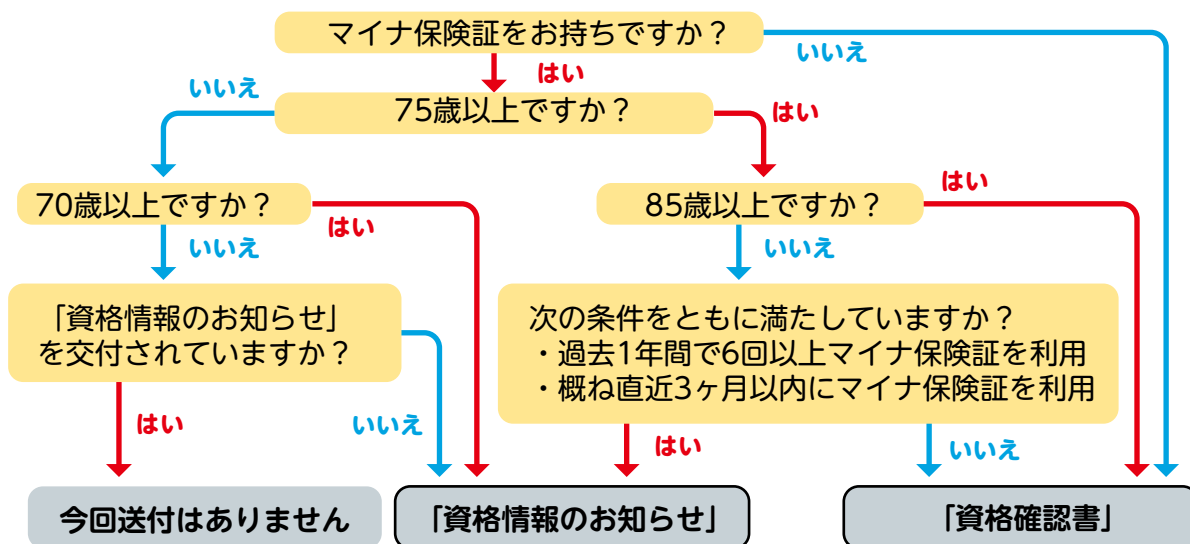 マイナ保険証をお持ちですか？
いいえ
はい
いいえ
75歳以上ですか？
はい
70歳以上ですか？
はい
85歳以上ですか？
はい
いいえ
いいえ
「資格情報のお知らせ」
を交付されていますか？
次の条件をともに満たしていますか？
・過去1年間で6回以上マイナ保険証を利用
・概ね直近3ヶ月以内にマイナ保険証を利用
はい
いいえ
はい
いいえ
今回送付はありません
「資格情報のお知らせ」
「資格確認書」